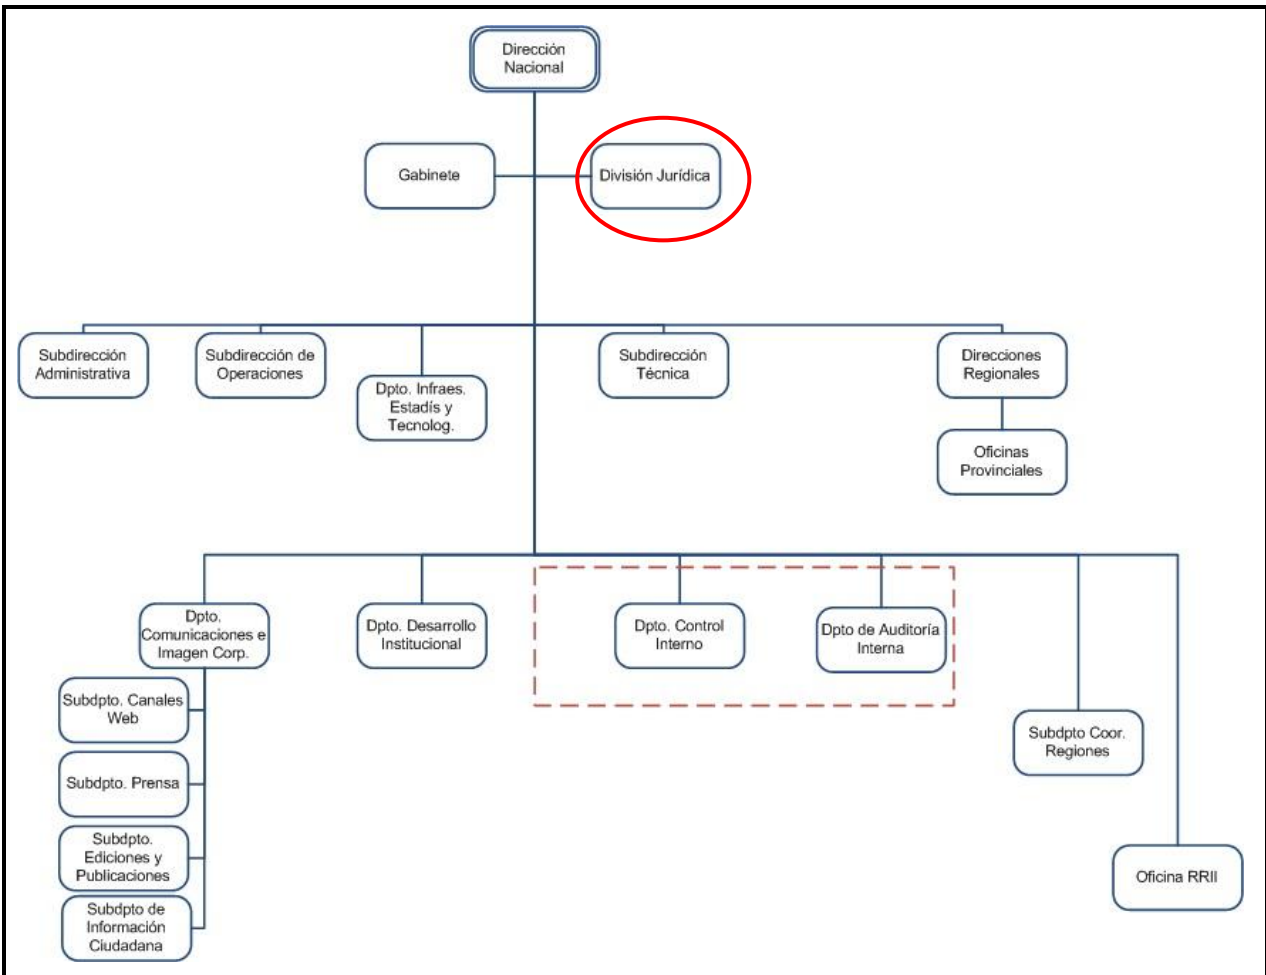 Dirección
Nacional
Gabinete
División Jurídica
Subdirección
Administrativa
Subdirección de
Operaciones
Dpto. Infraes.
Estadís y
Tecnolog.
Subdirección
Técnica
Direcciones
Regionales
Oficinas
Provinciales
Dpto.
Comunicaciones e
Imagen Corp.
Dpto. Desarrollo
Institucional
Dpto. Control
Interno
Dpto de Auditoría
Interna
Subdpto. Canales
Web
Subdpto. Prensa
Subdpto.
Ediciones y
Publicaciones
Subdpto de
Información
Ciudadana
Subdpto Coor.
Regiones
Oficina RRII